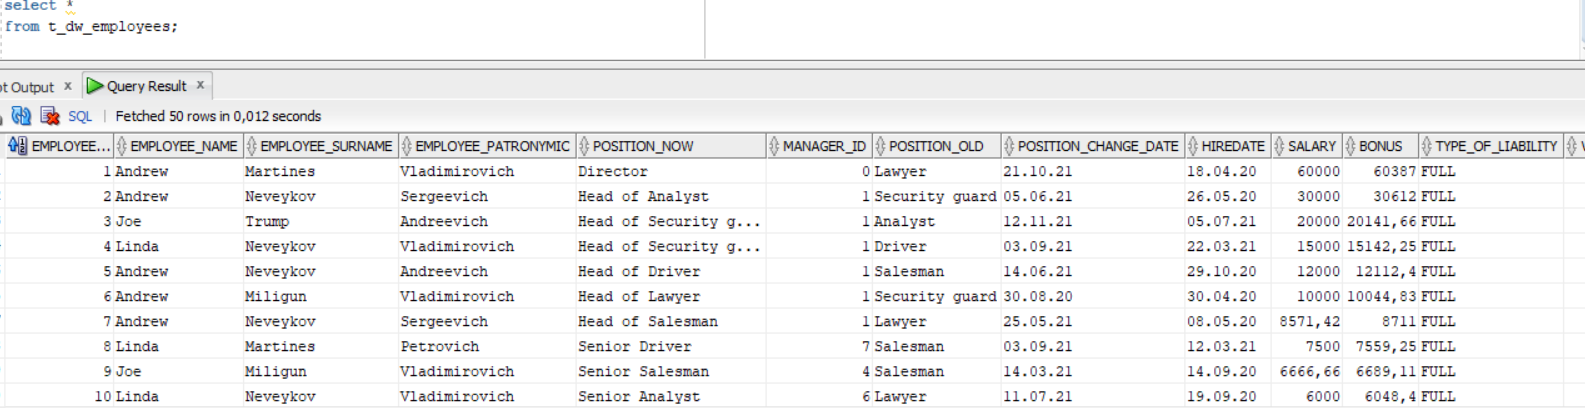 select *
from t_dw_employees;
ot Output x Query Result x
SQL | Fetched 50 rows in 0,012 seconds
EMPLOYEE... EMPLOYEE_NAME EMPLOYEE_SURNAME EMPLOYEE_PATRONYMIC POSITION_NOW MANAGER_ID POSITION_OLD POSITION_CHANGE_DATE HIREDATE SALARY BONUS TYPE_OF_LIABILITY
1 Andrew Martines Vladimirovich Director 0 Lawyer 21.10.21 18.04.20 60000 60387 FULL
2 Andrew Neveykov Sergeevich Head of Analyst 1 Security guard 05.06.21 26.05.20 30000 30612 FULL
3 Joe Trump Andreevich Head of Security g... 1 Analyst 12.11.21 05.07.21 20000 20141,66 FULL
4 Linda Neveykov Vladimirovich Head of Security g... 1 Driver 03.09.21 22.03.21 15000 15142,25 FULL
5 Andrew Neveykov Andreevich Head of Driver 1 Salesman 14.06.21 29.10.20 12000 12112,4 FULL
6 Andrew Miligun Vladimirovich Head of Lawyer 1 Security guard 30.08.20 30.04.20 10000 10044,83 FULL
7 Andrew Neveykov Sergeevich Head of Salesman 1 Lawyer 25.05.21 08.05.20 8571,42 8711 FULL
8 Linda Martines Petrovich Senior Driver 7 Salesman 03.09.21 12.03.21 7500 7559,25 FULL
9 Joe Miligun Vladimirovich Senior Salesman 4 Salesman 14.03.21 14.09.20 6666,66 6689,11 FULL
10 Linda Neveykov Vladimirovich Senior Analyst 6 Lawyer 11.07.21 19.09.20 6000 6048,4 FULL